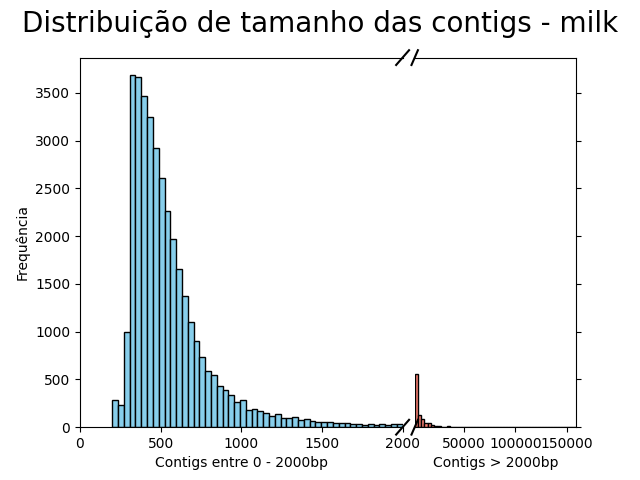 Distribuição de tamanho das contigs - milk
Frequência
3500
3000
2500
2000
1500
1000
500
0
0 500 1000 1500 2000 50000 100000 150000
Contigs entre 0 - 2000bp
Contigs > 2000bp